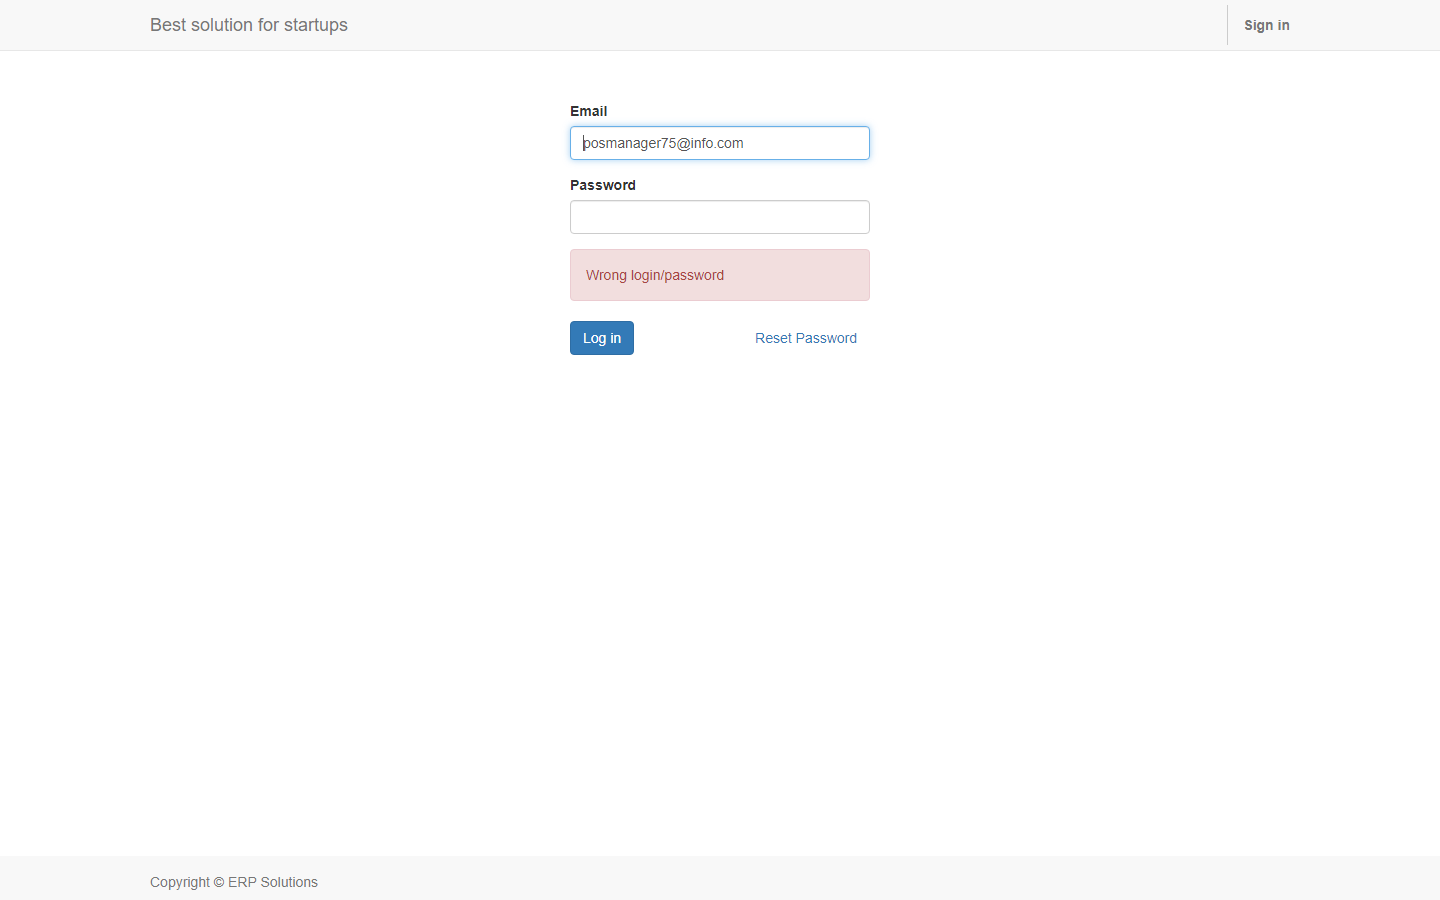 Best solution for startups
Sign in
Email
posmanager75@info.com
Password
Wrong login/password
Log in
Reset Password
Copyright © ERP Solutions